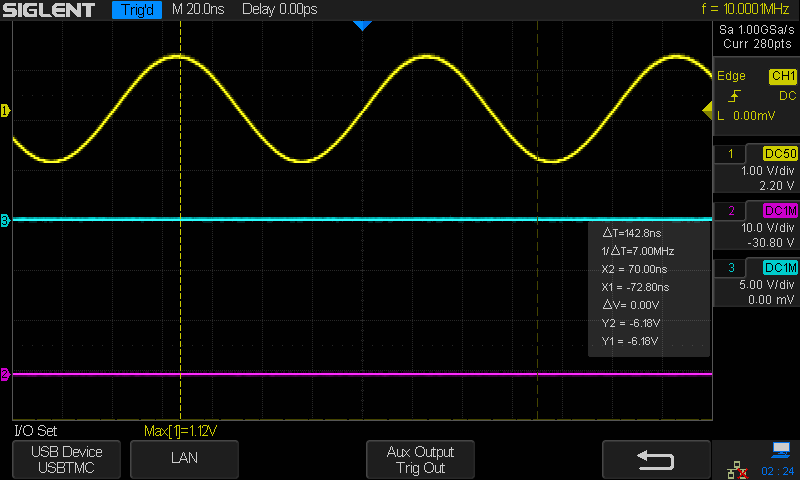 SIGLENT Trig'd M 20.0ns Delay 0.00ps f = 10.0001MHz
Sa 1.00GSa/s
Curr 280pts
Edge CH1
DC
L 0.00mV
1 DC50
1.00 V/div
2.20 V
2 DC1M
10.0 V/div
-30.80 V
3 DC1M
5.00 V/div
0.00 mV
1
3
2
△T=142.8ns
1/△T=7.00MHz
X2 = 70.00ns
X1 = -72.80ns
△V= 0.00V
Y2 = -6.18V
Y1 = -6.18V
I/O Set Max[1]=1.12V
USB Device
USBTMC
LAN
Aux Output
Trig Out
02:24